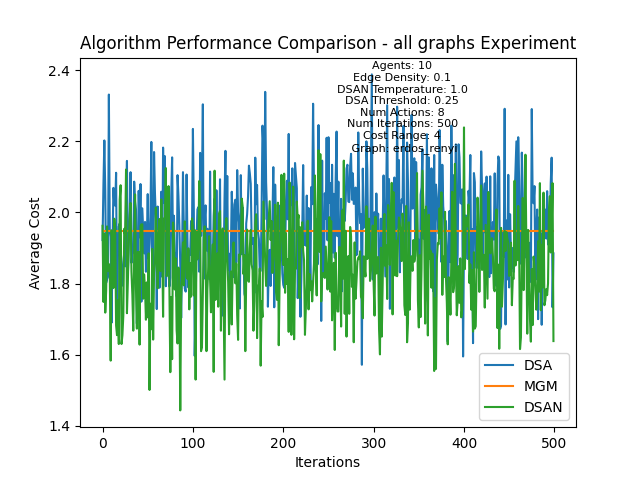 Algorithm Performance Comparison - all graphs Experiment
Agents: 10
Edge Density: 0.1
DSAN Temperature: 1.0
DSA Threshold: 0.25
Num Actions: 8
Num Iterations: 500
Cost Range: 4
Graph: erdos_renyi
Average Cost
2.4
2.2
2.0
1.8
1.6
1.4
0
100
200
300
400
500
Iterations
DSA
MGM
DSAN